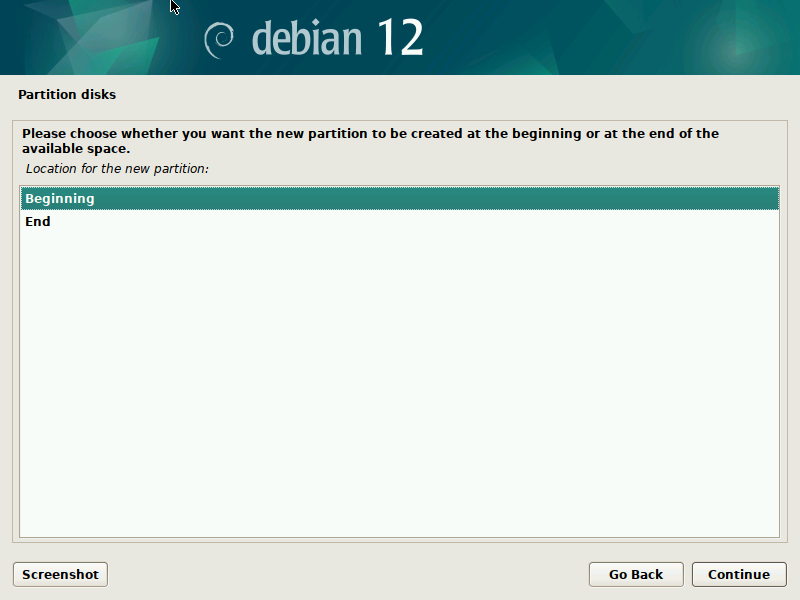 debian 12
Partition disks
Please choose whether you want the new partition to be created at the beginning or at the end of the
available space.
Location for the new partition:
Beginning
End
Screenshot
Go Back
Continue